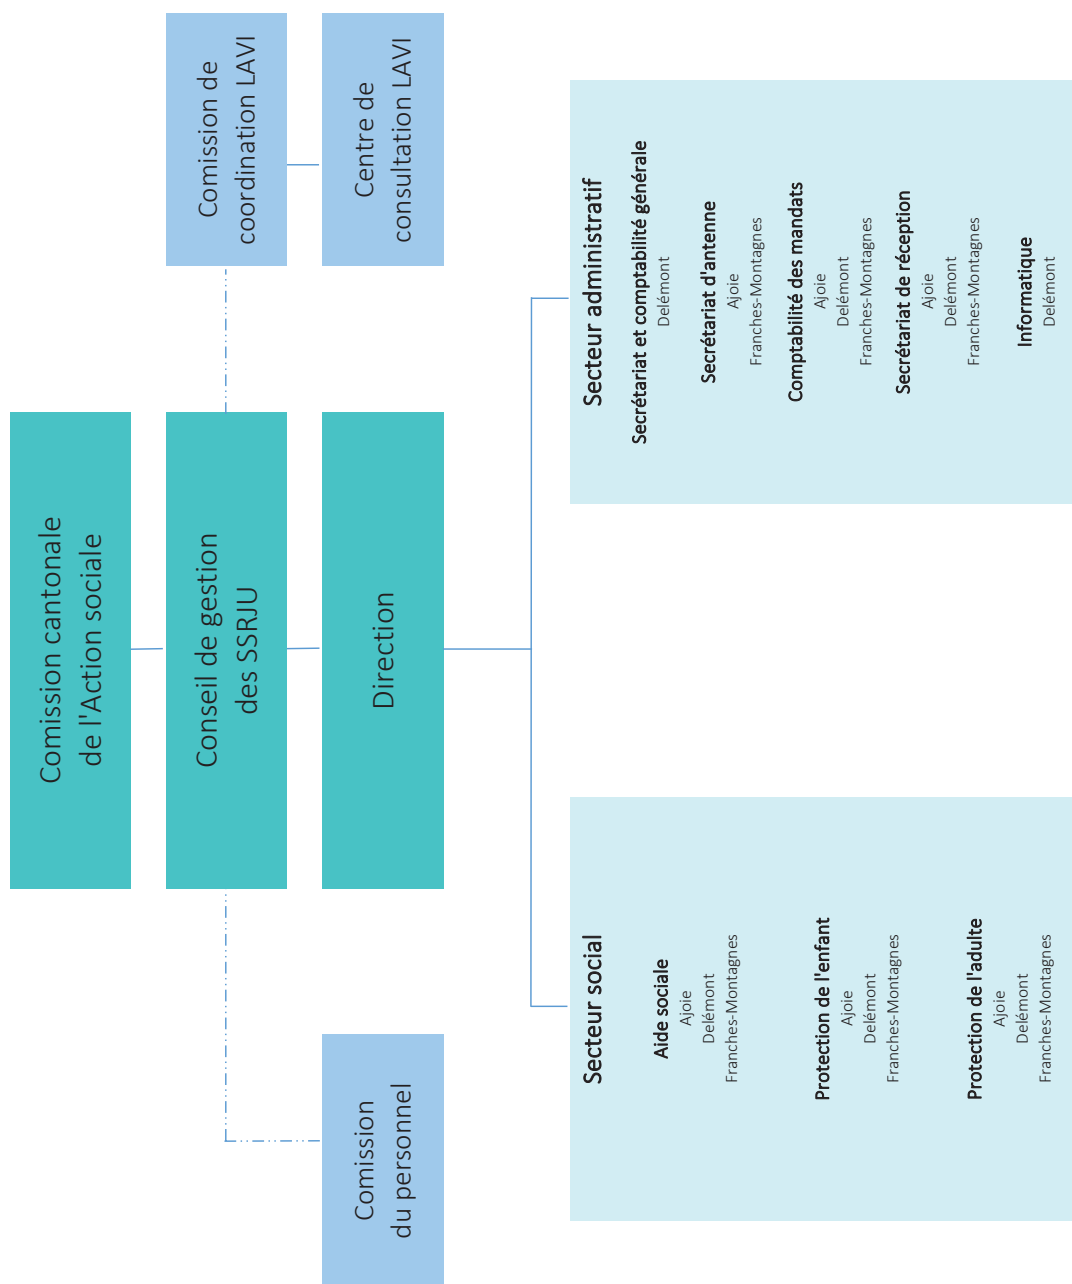 Comission cantonale
de l'Action sociale
Conseil de gestion
des SSRJU
Comission de
coordination LAVI
Comission
du personnel
Direction
Centre de
consultation LAVI
Secteur social
Aide sociale
Ajoie
Delémont
Franches-Montagnes
Protection de l'enfant
Ajoie
Delémont
Franches-Montagnes
Protection de l'adulte
Ajoie
Delémont
Franches-Montagnes
Secteur administratif
Secrétariat et comptabilité générale
Delémont
Secrétariat d'antenne
Ajoie
Franches-Montagnes
Comptabilité des mandats
Ajoie
Delémont
Franches-Montagnes
Secrétariat de réception
Ajoie
Delémont
Franches-Montagnes
Informatique
Delémont